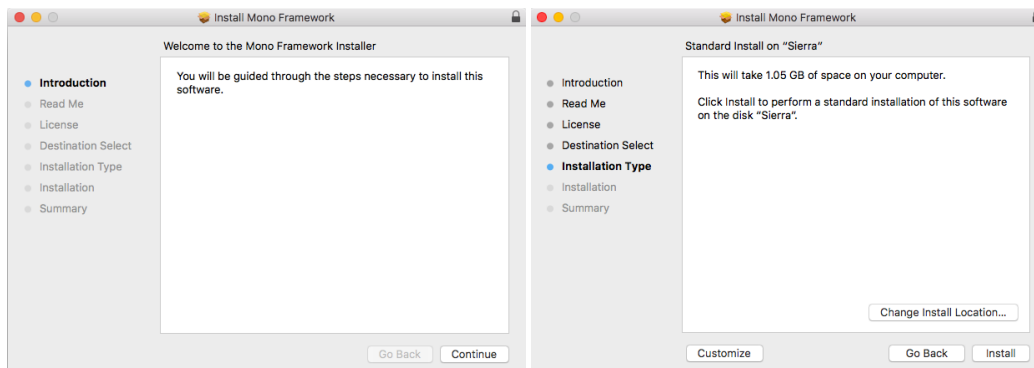 Install Mono Framework
Welcome to the Mono Framework Installer
Introduction
Read Me
License
Destination Select
Installation Type
Installation
Summary
You will be guided through the steps necessary to install this
software.
Go Back
Continue
Install Mono Framework
Standard Install on “Sierra”
Introduction
Read Me
License
Destination Select
Installation Type
Installation
Summary
This will take 1.05 GB of space on your computer.
Click Install to perform a standard installation of this software
on the disk “Sierra”.
Change Install Location...
Customize
Go Back
Install